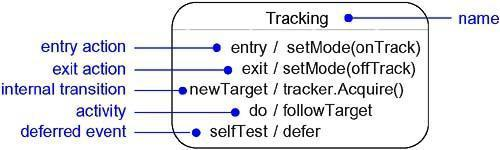 Tracking name
entry action entry / setMode(onTrack)
exit action exit / setMode(offTrack)
internal transition newTarget / tracker.Acquire()
activity do / followTarget
deferred event selfTest / defer